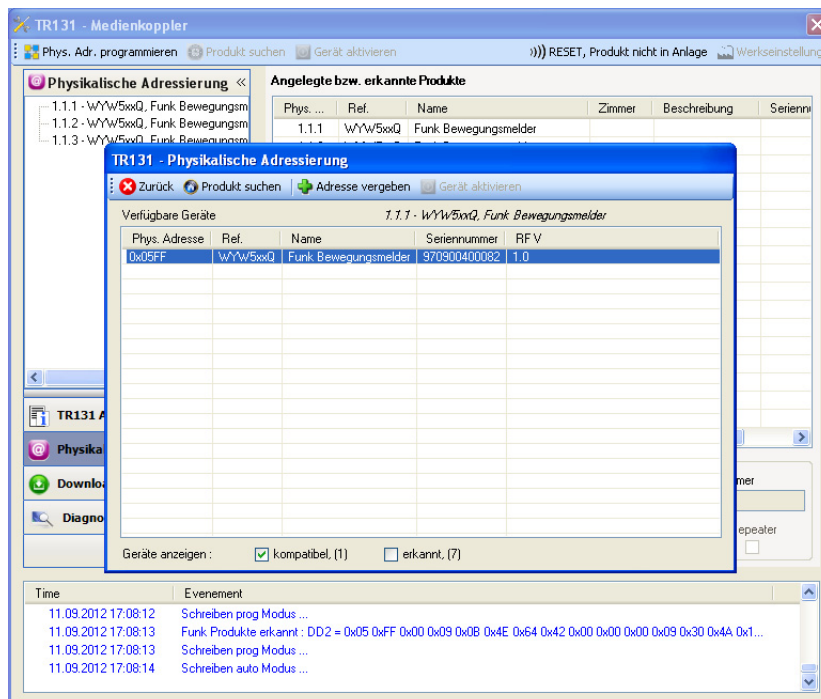 TR131 - Medienkoppler
Phys. Adr. programmieren Produkt suchen Gerät aktivieren RESET, Produkt nicht in Anlage Werkseinstellung
Physikalische Adressierung «
1.1.1 - WYW5xxQ, Funk Bewegungsm
1.1.2 - WYW5xxQ, Funk Bewegungsm
1.1.3 - WYW5xxQ, Funk Bewegungsm
Angelegte bzw. erkannte Produkte
Phys. ... Ref. Name Zimmer Beschreibung Seriennu
1.1.1 WYW5xxQ Funk Bewegungsmelder
TR131 - Physikalische Adressierung
Zurück Produkt suchen Adresse vergeben Gerät aktivieren
Verfügbare Geräte 1.1.1 - WYW5xxQ, Funk Bewegungsmelder
Phys. Adresse Ref. Name Seriennummer RF V
0x05FF WYW5xxQ Funk Bewegungsmelder 970900400082 1.0
Geräte anzeigen : kompatibel, (1) erkannt, (7)
TR131 A
Physika
Downloa
Diagno
mer
epeater
Time Evenement
11.09.2012 17:08:12 Schreiben prog Modus ...
11.09.2012 17:08:13 Funk Produkte erkannt : DD2 = 0x05 0xFF 0x00 0x09 0x0B 0x4E 0x64 0x42 0x00 0x00 0x00 0x09 0x30 0x4A 0x1...
11.09.2012 17:08:13 Schreiben prog Modus ...
11.09.2012 17:08:14 Schreiben auto Modus ...